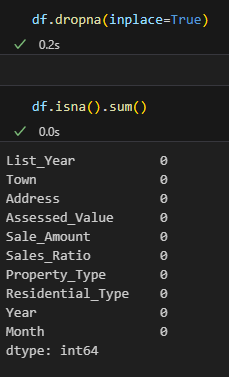 df.dropna(inplace=True)
✓ 0.2s
df.isna().sum()
✓ 0.0s
List_Year 0
Town 0
Address 0
Assessed_Value 0
Sale_Amount 0
Sales_Ratio 0
Property_Type 0
Residential_Type 0
Year 0
Month 0
dtype: int64